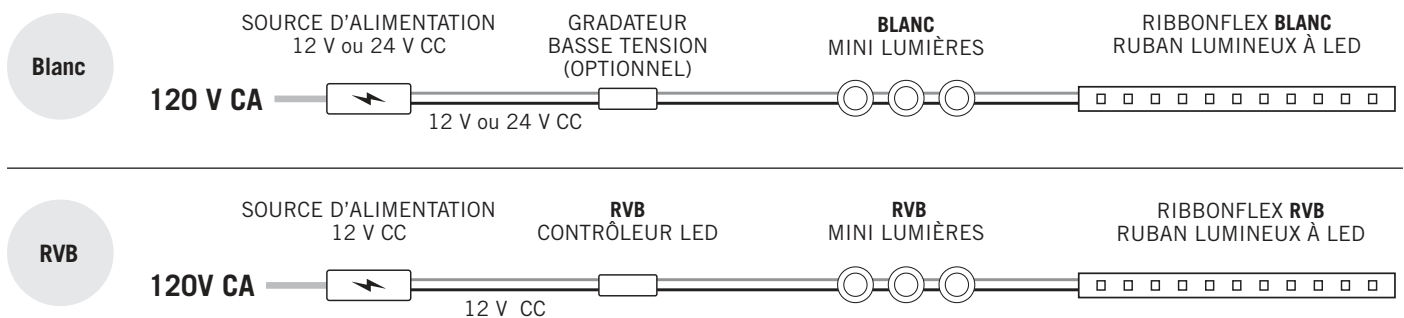 Blanc
SOURCE D'ALIMENTATION
12 V ou 24 V CC
GRADATEUR
BASSE TENSION
(OPTIONNEL)
BLANC
MINI LUMIÈRES
RIBBONFLEX BLANC
RUBAN LUMINEUX À LED
120 V CA
12 V ou 24 V CC
RVB
SOURCE D'ALIMENTATION
12 V CC
RVB
CONTRÔLEUR LED
RVB
MINI LUMIÈRES
RIBBONFLEX RVB
RUBAN LUMINEUX À LED
120V CA
12 V CC